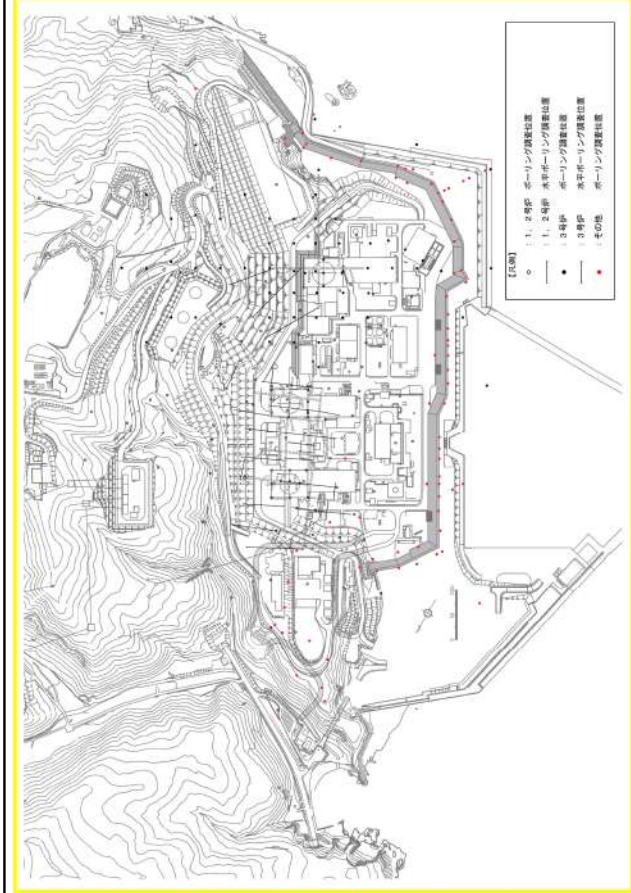 【凡例】
○ : 1, 2号炉 ボーリング調査位置
── : 1, 2号炉 水平ボーリング調査位置
● : 3号炉 ボーリング調査位置
── : 3号炉 水平ボーリング調査位置
● : その他 ボーリング調査位置